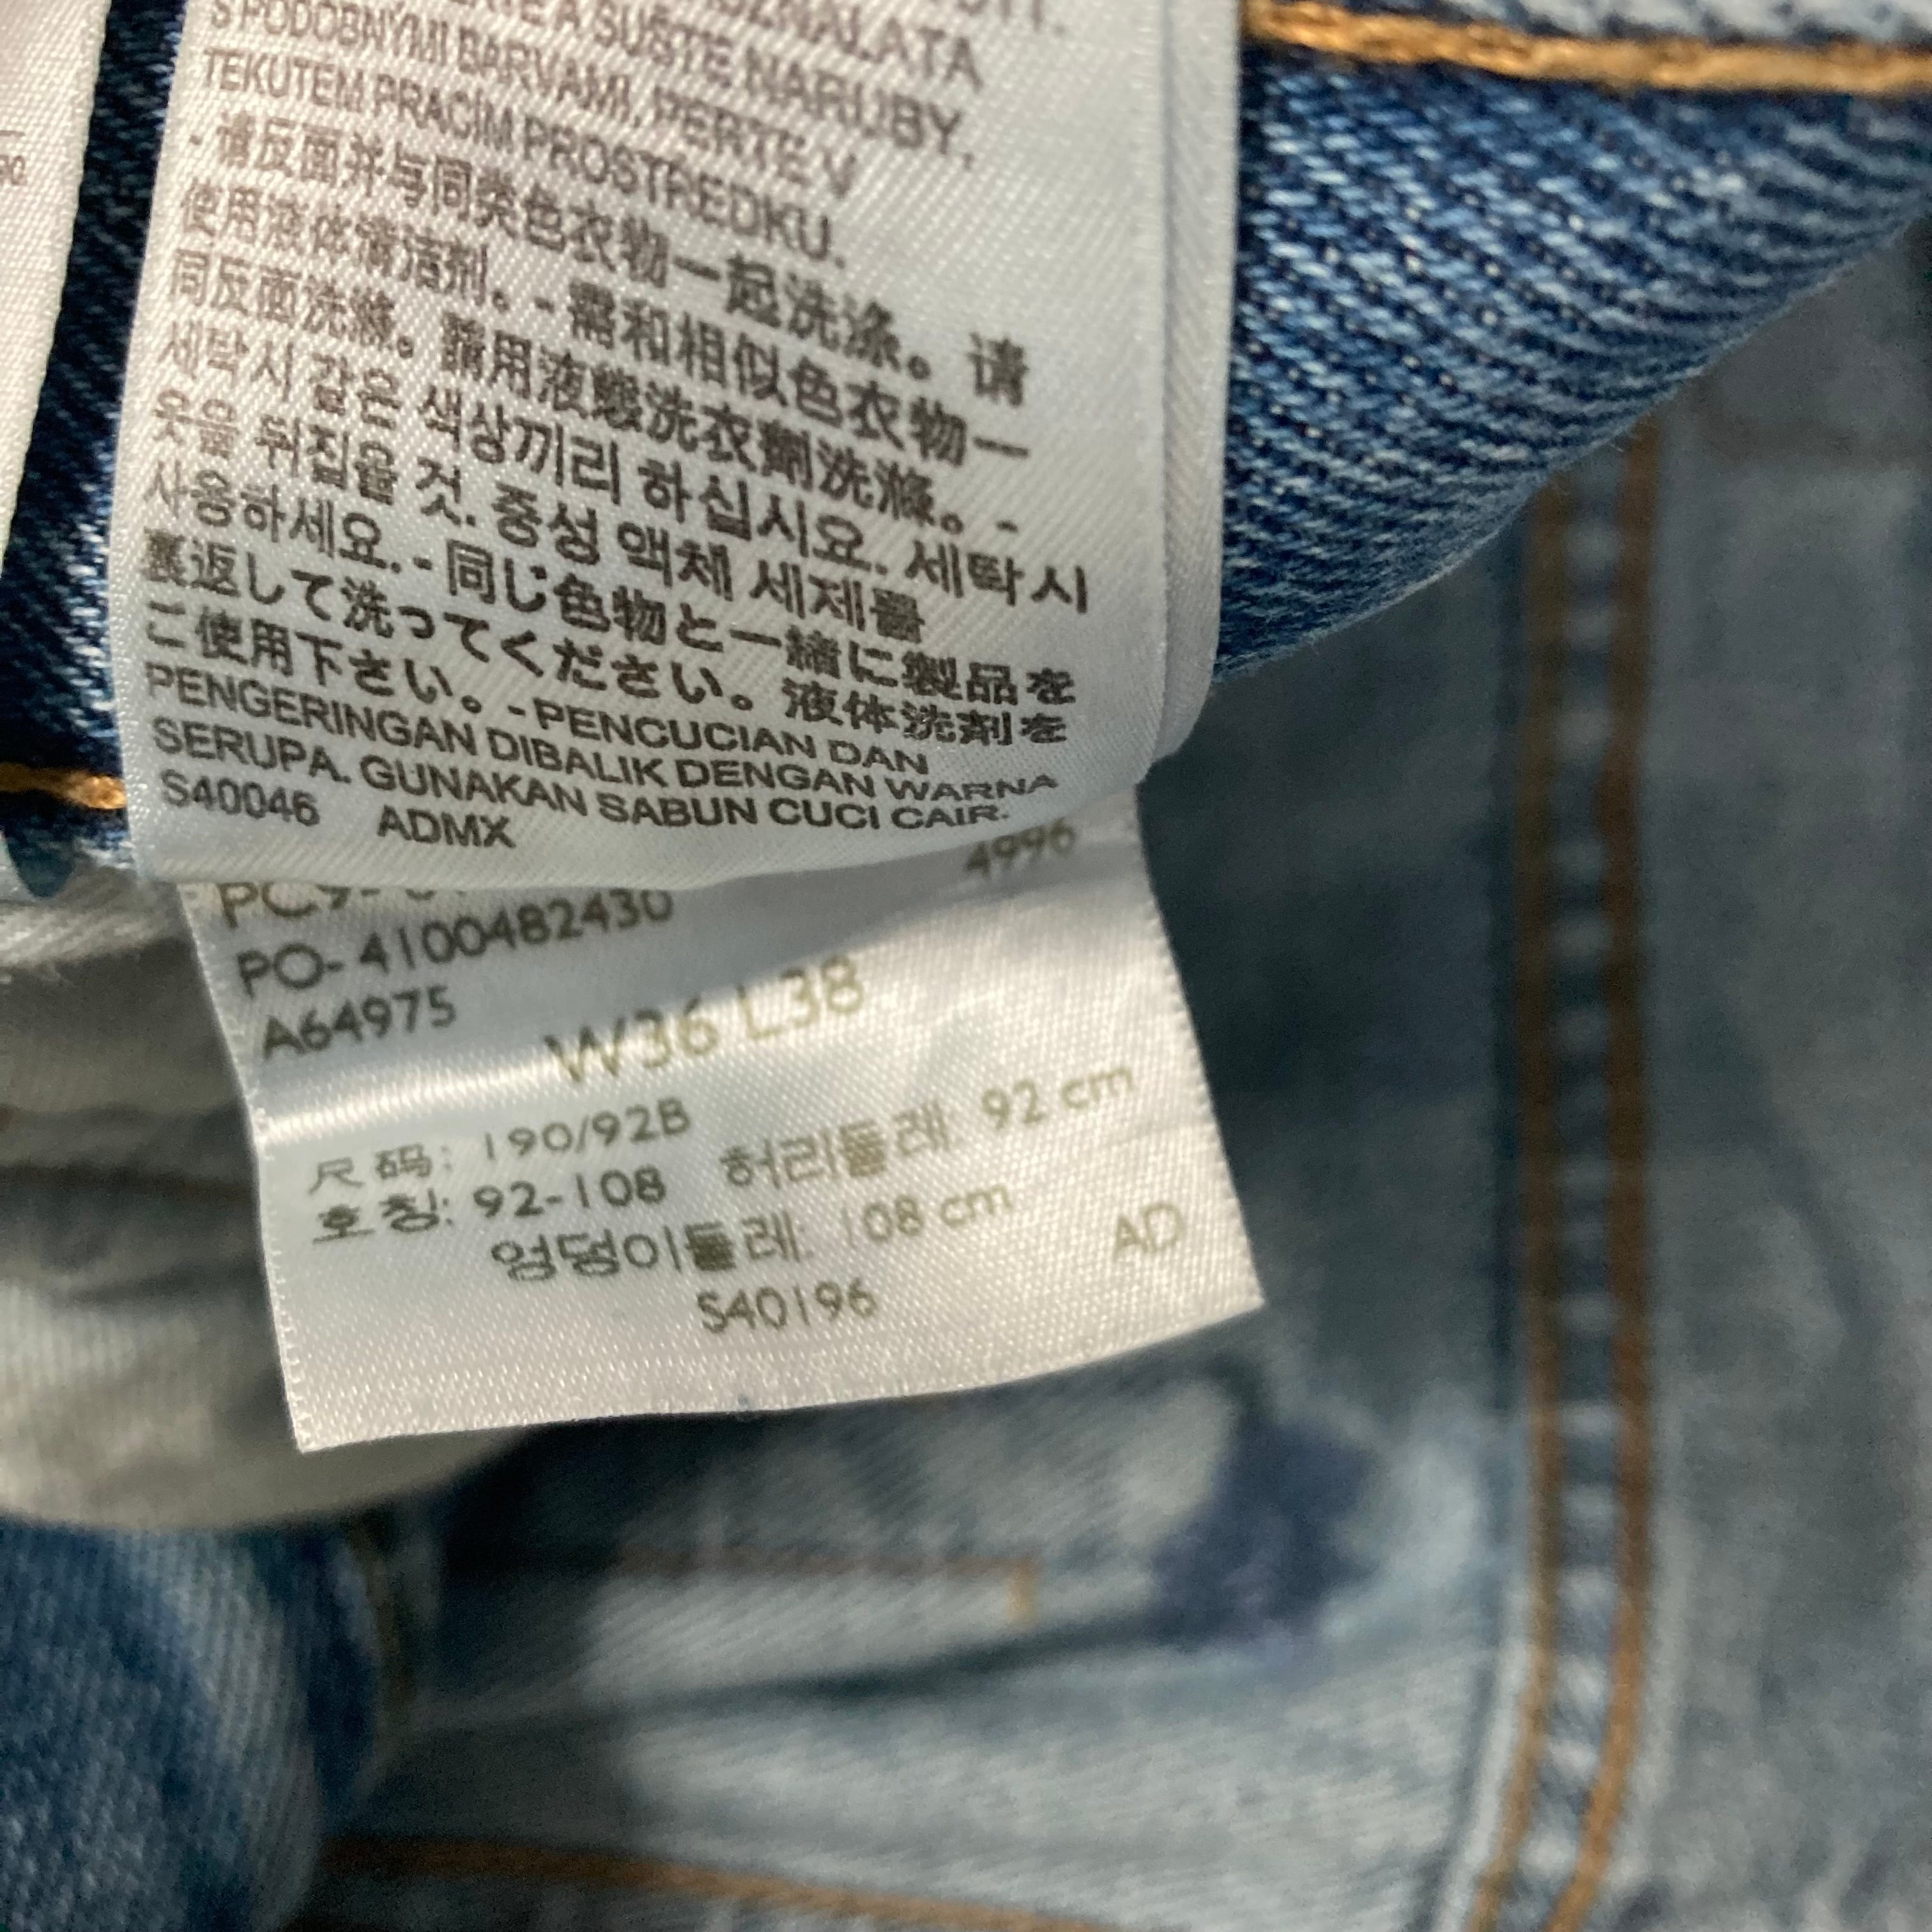 ZNAČATA
S PODOBNÝMI BARVAMI, PERTE V
A SUŠTE NARUBY.
TEKUTEM PRACÍM PROSTREDKU.
- 请反面并与同类色衣物一起洗涤。 请
使用液体清洁剂。 - 需和相似色衣物一
同反面洗滌。 請用液態洗衣劑洗滌。 -
세탁시 같은 색상끼리 하십시요. 세탁시
옷을 뒤집을 것. 중성 액체 세제를
사용하세요. - 同じ色物と一緒に製品を
裏返して洗ってください。 液体洗剤を
ご使用下さい。 - PENCUCIAN DAN
PENGERINGAN DIBALIK DENGAN WARNA
SERUPA. GUNAKAN SABUN CUCI CAIR.
S40046 ADMX
4996
PO- 4100482430
A64975
W36 L38
尺码: 190/92B
호칭: 92-108 허리둘레: 92 cm
엉덩이둘레: 108 cm
AD
S40196